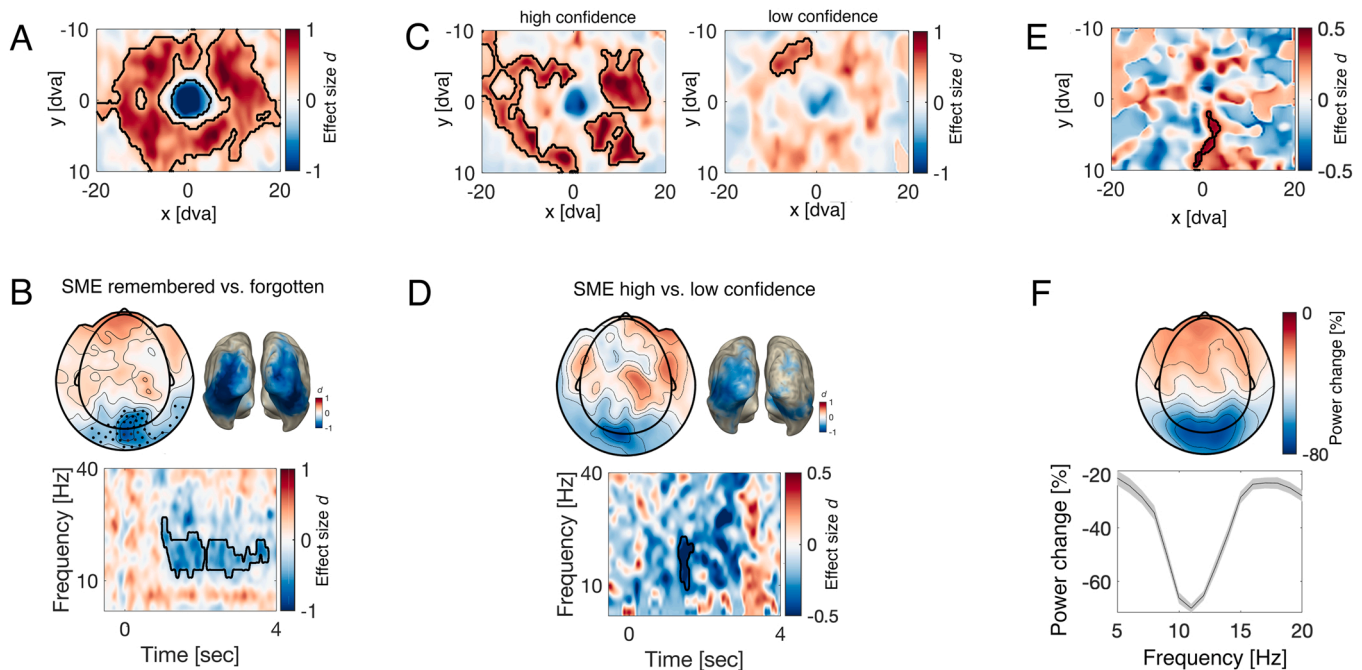 A
-10
0
10
y [dva]
-20
0
20
x [dva]
1
0
-1
Effect size d
C
high confidence
low confidence
-10
0
10
y [dva]
-20
0
20
x [dva]
-20
0
20
x [dva]
1
0
-1
Effect size d
E
-10
0
10
y [dva]
-20
0
20
x [dva]
0.5
0
-0.5
Effect size d
B
SME remembered vs. forgotten
d
1
0
-1
40
10
Frequency [Hz]
0
4
Time [sec]
1
0
-1
Effect size d
D
SME high vs. low confidence
d
1
0
-1
40
10
Frequency [Hz]
0
4
Time [sec]
0.5
0
-0.5
Effect size d
F
0
-80
Power change [%]
-20
-40
-60
Power change [%]
5
10
15
20
Frequency [Hz]